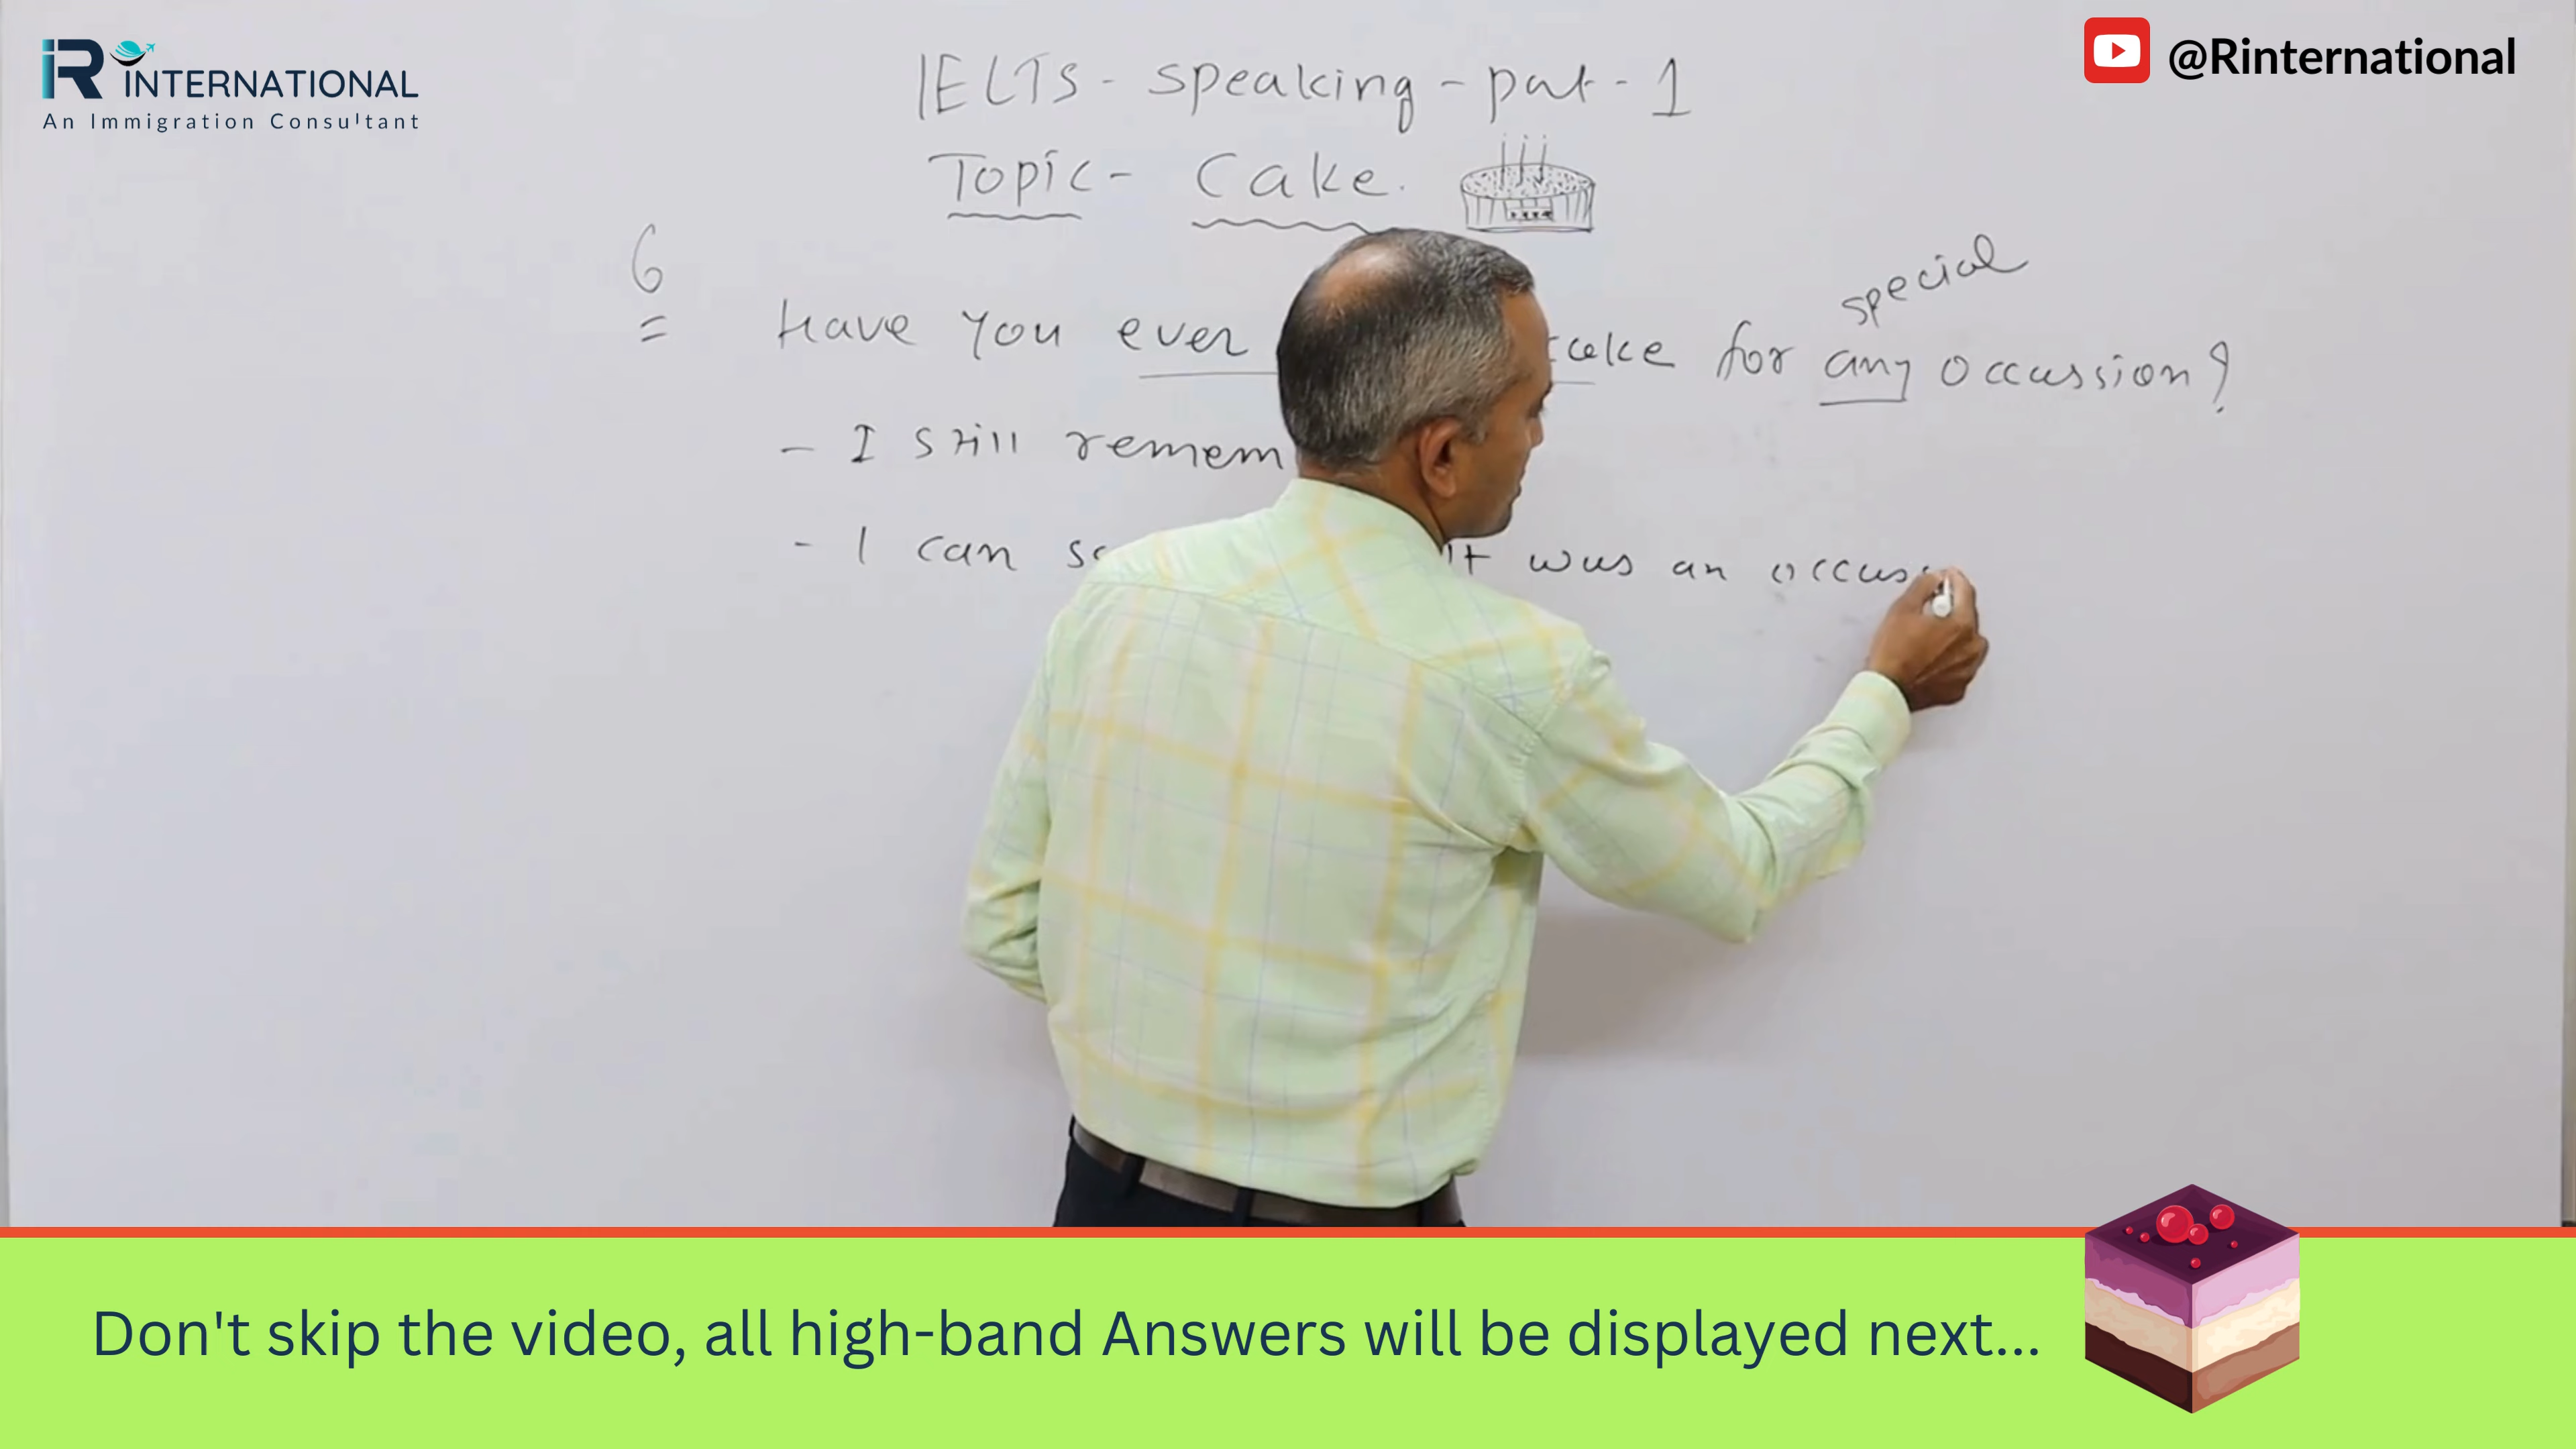 iR INTERNATIONAL
An Immigration Consultant
@Rinternational
IELTS - speaking - part - 1
Topic - Cake.
6
special
Have you ever cake for any occussion?
- I still remem
- I can It was an occus
Don't skip the video, all high-band Answers will be displayed next...